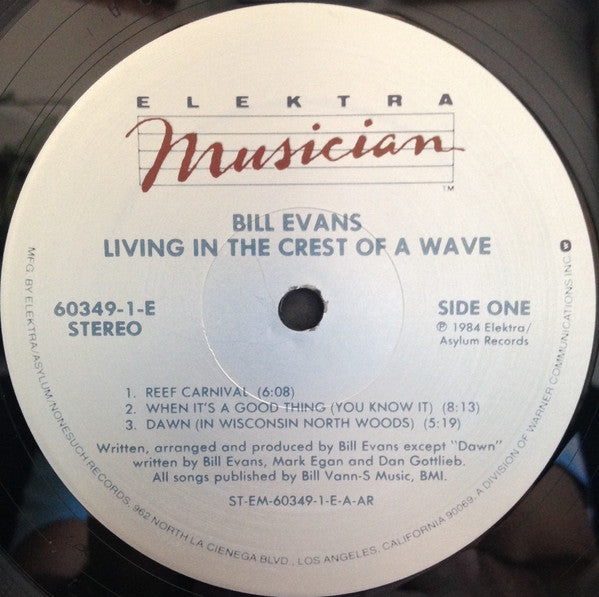 ELEKTRA
Musician
TM
BILL EVANS
LIVING IN THE CREST OF A WAVE
60349-1-E
STEREO
SIDE ONE
℗ 1984 Elektra/
Asylum Records
1. REEF CARNIVAL (6:08)
2. WHEN IT'S A GOOD THING (YOU KNOW IT) (8:13)
3. DAWN (IN WISCONSIN NORTH WOODS) (5:19)
Written, arranged and produced by Bill Evans except "Dawn"
written by Bill Evans, Mark Egan and Dan Gottlieb.
All songs published by Bill Vann-S Music, BMI.
ST-EM-60349-1-E-A-AR
MFG. BY ELEKTRA/ASYLUM/NONESUCH RECORDS, 962 NORTH LA CIENEGA BLVD., LOS ANGELES, CALIFORNIA 90069. A DIVISION OF WARNER COMMUNICATIONS INC.